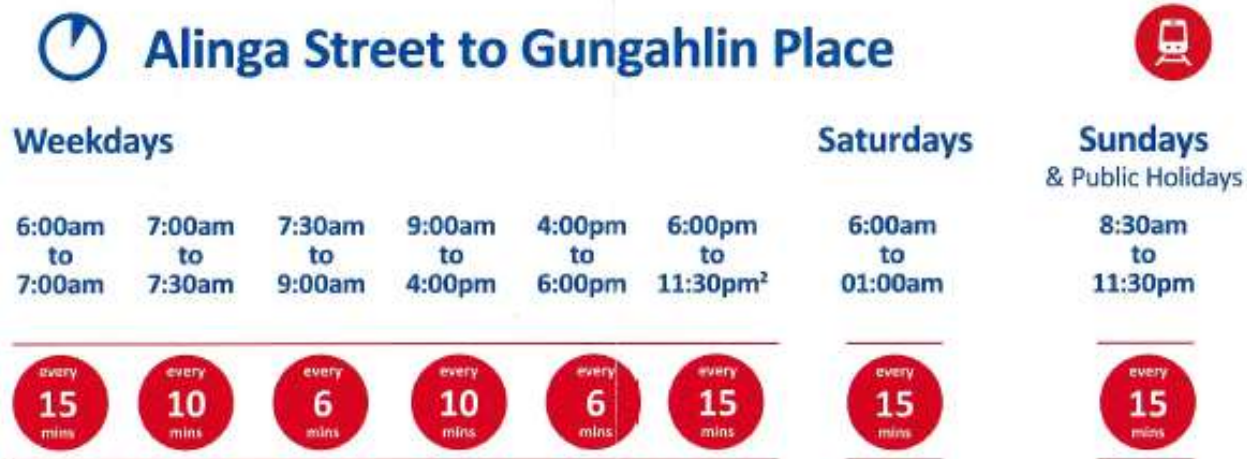 Alinga Street to Gungahlin Place
Weekdays
Saturdays
Sundays
& Public Holidays
6:00am
to
7:00am
7:00am
to
7:30am
7:30am
to
9:00am
9:00am
to
4:00pm
4:00pm
to
6:00pm
6:00pm
to
11:30pm²
6:00am
to
01:00am
8:30am
to
11:30pm
every
15
mins
every
10
mins
every
6
mins
every
10
mins
every
6
mins
every
15
mins
every
15
mins
every
15
mins